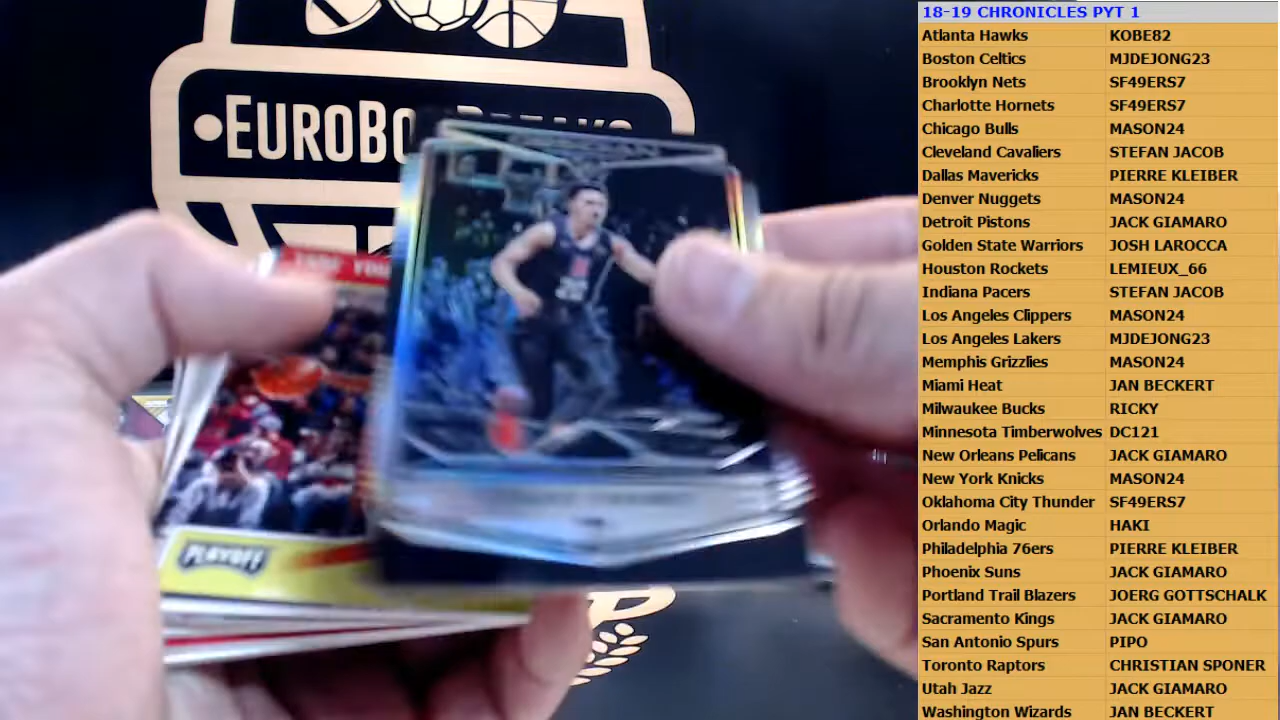 EUROBO
PLAYOFF
25
18-19 CHRONICLES PYT 1
Atlanta Hawks KOBE82
Boston Celtics MJDEJONG23
Brooklyn Nets SF49ERS7
Charlotte Hornets SF49ERS7
Chicago Bulls MASON24
Cleveland Cavaliers STEFAN JACOB
Dallas Mavericks PIERRE KLEIBER
Denver Nuggets MASON24
Detroit Pistons JACK GIAMARO
Golden State Warriors JOSH LAROCCA
Houston Rockets LEMIEUX_66
Indiana Pacers STEFAN JACOB
Los Angeles Clippers MASON24
Los Angeles Lakers MJDEJONG23
Memphis Grizzlies MASON24
Miami Heat JAN BECKERT
Milwaukee Bucks RICKY
Minnesota Timberwolves DC121
New Orleans Pelicans JACK GIAMARO
New York Knicks MASON24
Oklahoma City Thunder SF49ERS7
Orlando Magic HAKI
Philadelphia 76ers PIERRE KLEIBER
Phoenix Suns JACK GIAMARO
Portland Trail Blazers JOERG GOTTSCHALK
Sacramento Kings JACK GIAMARO
San Antonio Spurs PIPO
Toronto Raptors CHRISTIAN SPONER
Utah Jazz JACK GIAMARO
Washington Wizards JAN BECKERT